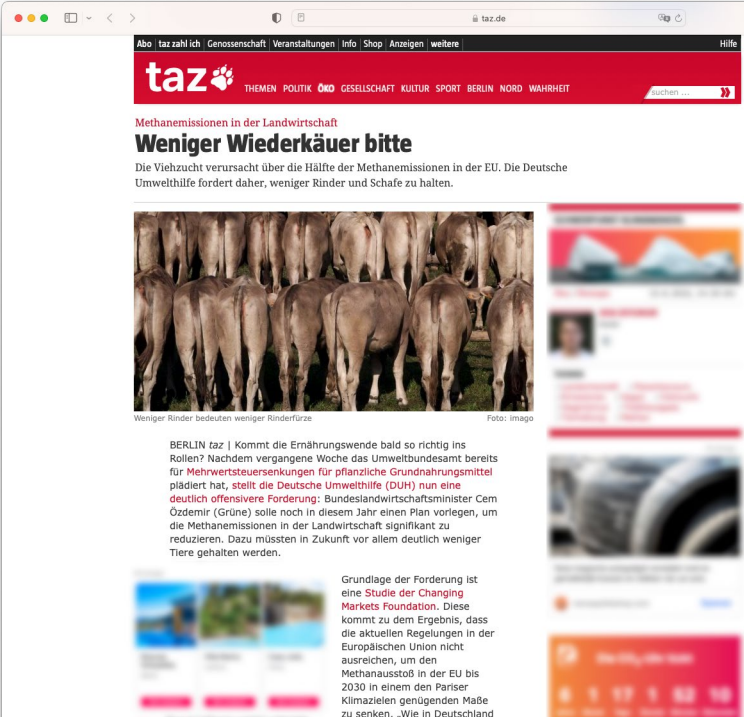 taz.de
Abo taz zahl ich Genossenschaft Veranstaltungen Info Shop Anzeigen weitere Hilfe
taz
THEMEN POLITIK ÖKO GESELLSCHAFT KULTUR SPORT BERLIN NORD WAHRHEIT
suchen ...
Methanemissionen in der Landwirtschaft
Weniger Wiederkäuer bitte
Die Viehzucht verursacht über die Hälfte der Methanemissionen in der EU. Die Deutsche
Umwelthilfe fordert daher, weniger Rinder und Schafe zu halten.
Weniger Rinder bedeuten weniger Rinderfürze Foto: imago
BERLIN taz | Kommt die Ernährungswende bald so richtig ins
Rollen? Nachdem vergangene Woche das Umweltbundesamt bereits
für Mehrwertsteuersenkungen für pflanzliche Grundnahrungsmittel
plädiert hat, stellt die Deutsche Umwelthilfe (DUH) nun eine
deutlich offensivere Forderung: Bundeslandwirtschaftsminister Cem
Özdemir (Grüne) solle noch in diesem Jahr einen Plan vorlegen, um
die Methanemissionen in der Landwirtschaft signifikant zu
reduzieren. Dazu müssten in Zukunft vor allem deutlich weniger
Tiere gehalten werden.
Grundlage der Forderung ist
eine Studie der Changing
Markets Foundation. Diese
kommt zu dem Ergebnis, dass
die aktuellen Regelungen in der
Europäischen Union nicht
ausreichen, um den
Methanausstoß in der EU bis
2030 in einem den Pariser
Klimazielen genügenden Maße
zu senken. „Wie in Deutschland